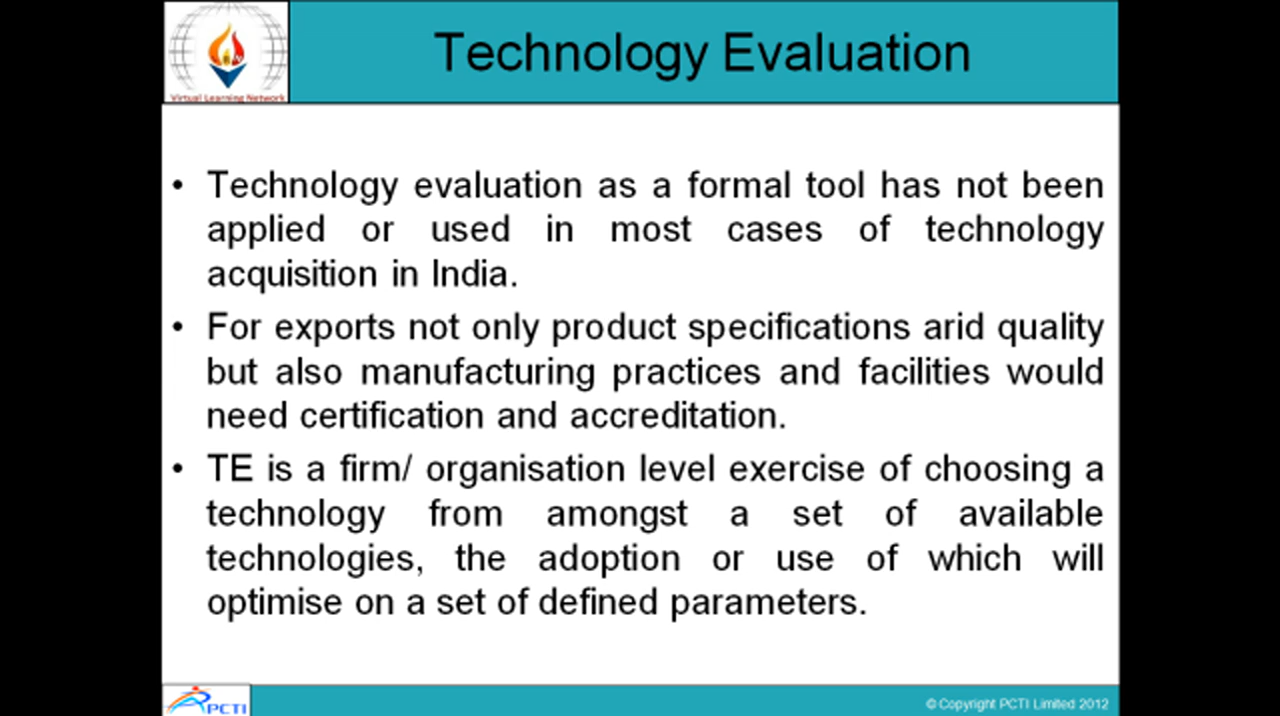 Virtual Learning Network
Technology Evaluation
• Technology evaluation as a formal tool has not been
applied or used in most cases of technology
acquisition in India.
• For exports not only product specifications arid quality
but also manufacturing practices and facilities would
need certification and accreditation.
• TE is a firm/ organisation level exercise of choosing a
technology from amongst a set of available
technologies, the adoption or use of which will
optimise on a set of defined parameters.
PCTI
© Copyright PCTI Limited 2012